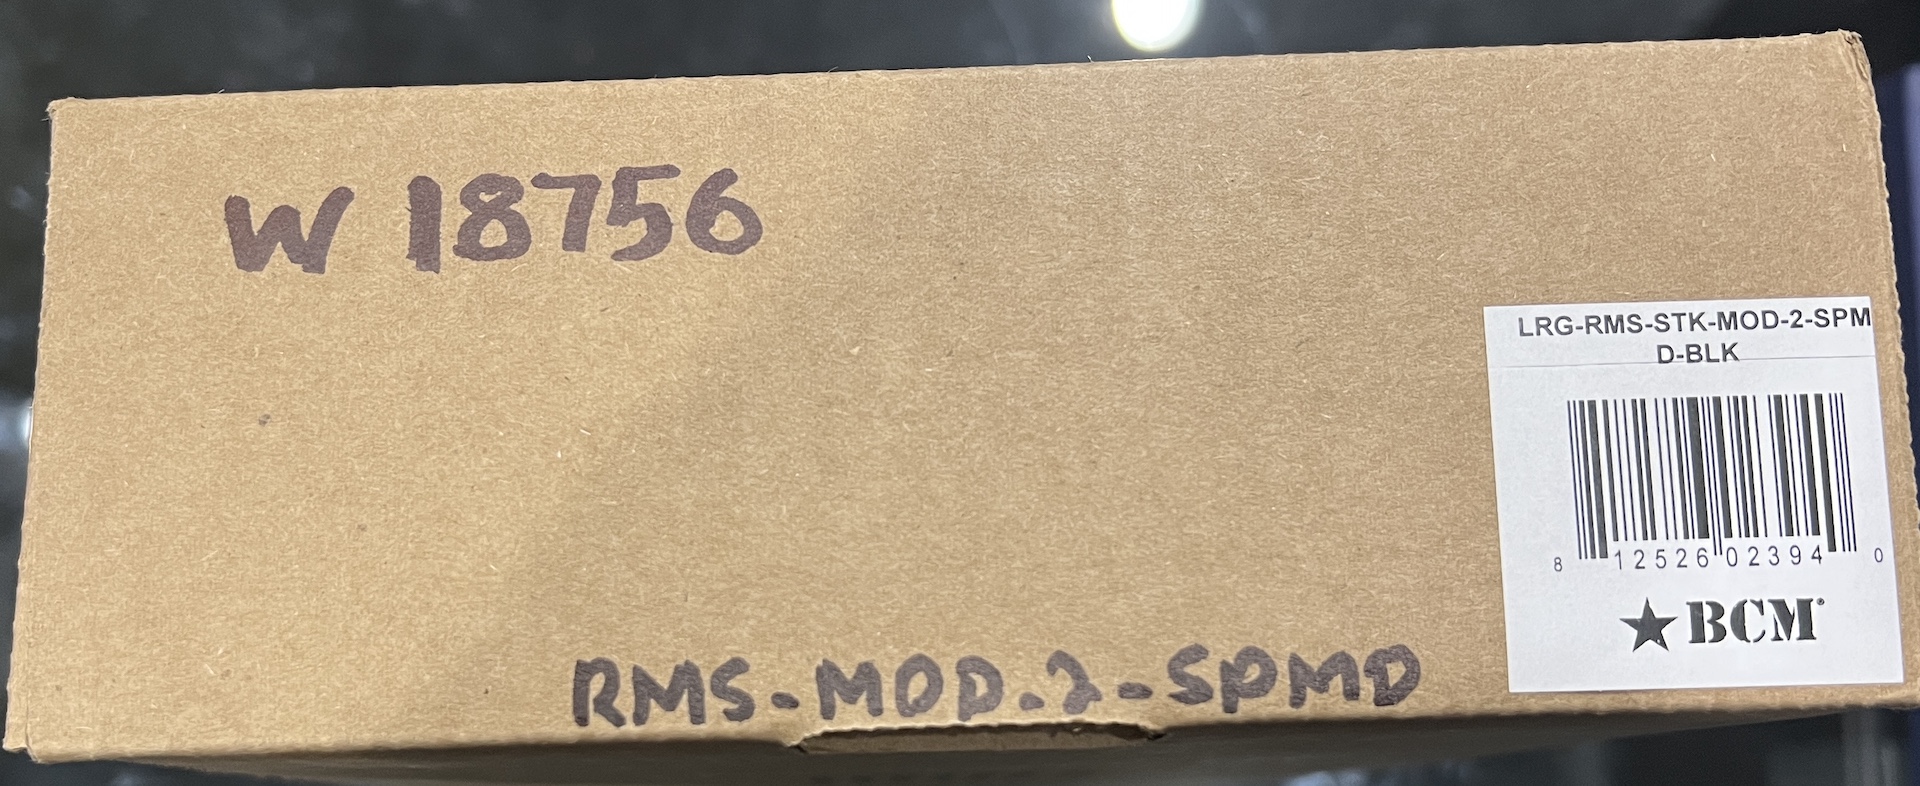 W 18756
LRG-RMS-STK-MOD-2-SPM
D-BLK
8 12526 02394 0
BCM®
RMS-MOD-2-SPMD